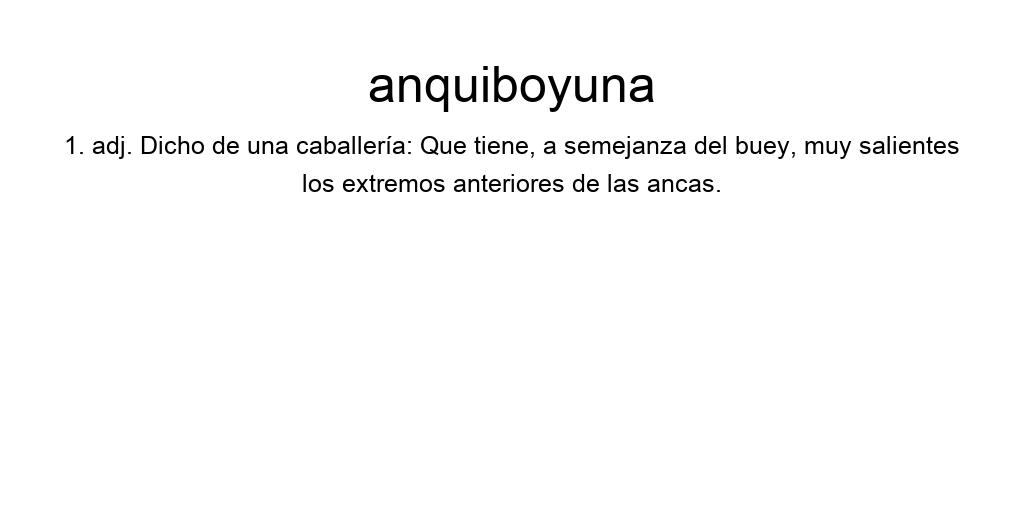 anquiboyuna
1. adj. Dicho de una caballería: Que tiene, a semejanza del buey, muy salientes
los extremos anteriores de las ancas.